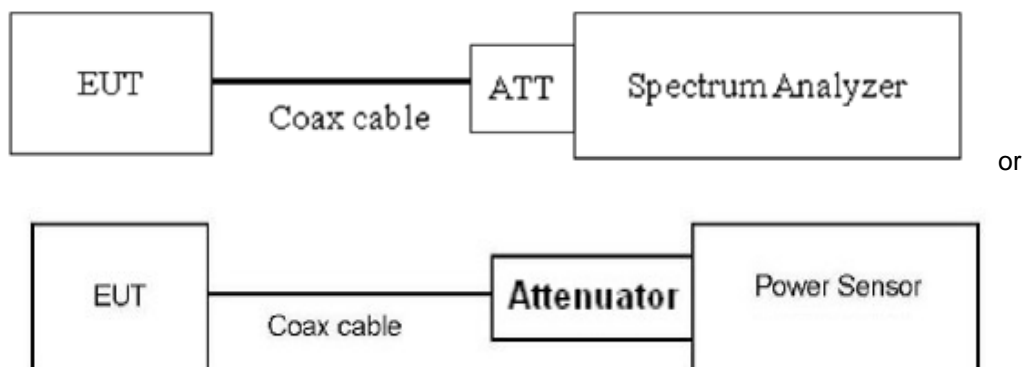 EUT
ATT
Spectrum Analyzer
Coax cable
or
EUT
Attenuator
Power Sensor
Coax cable